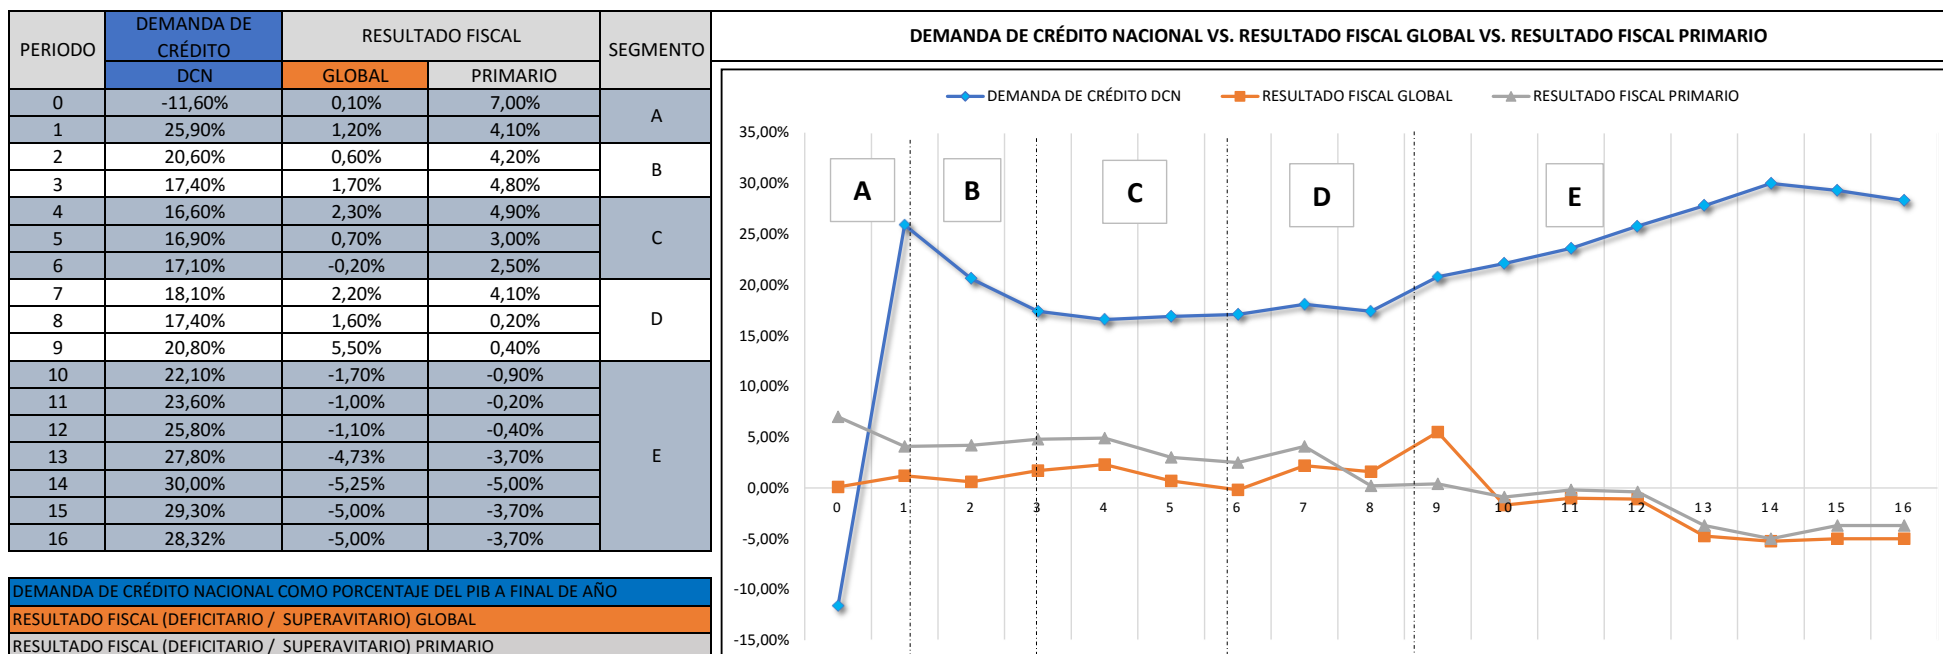 PERIODO DEMANDA DE CRÉDITO RESULTADO FISCAL SEGMENTO
DCN GLOBAL PRIMARIO
0 -11,60% 0,10% 7,00% A
1 25,90% 1,20% 4,10%
2 20,60% 0,60% 4,20% B
3 17,40% 1,70% 4,80%
4 16,60% 2,30% 4,90% C
5 16,90% 0,70% 3,00%
6 17,10% -0,20% 2,50%
7 18,10% 2,20% 4,10% D
8 17,40% 1,60% 0,20%
9 20,80% 5,50% 0,40%
10 22,10% -1,70% -0,90% E
11 23,60% -1,00% -0,20%
12 25,80% -1,10% -0,40%
13 27,80% -4,73% -3,70%
14 30,00% -5,25% -5,00%
15 29,30% -5,00% -3,70%
16 28,32% -5,00% -3,70%
DEMANDA DE CRÉDITO NACIONAL COMO PORCENTAJE DEL PIB A FINAL DE AÑO
RESULTADO FISCAL (DEFICITARIO / SUPERAVITARIO) GLOBAL
RESULTADO FISCAL (DEFICITARIO / SUPERAVITARIO) PRIMARIO
DEMANDA DE CRÉDITO NACIONAL VS. RESULTADO FISCAL GLOBAL VS. RESULTADO FISCAL PRIMARIO
DEMANDA DE CRÉDITO DCN RESULTADO FISCAL GLOBAL RESULTADO FISCAL PRIMARIO
35,00%
30,00%
25,00%
20,00%
15,00%
10,00%
5,00%
0,00%
-5,00%
-10,00%
-15,00%
A B C D E
0 1 2 3 4 5 6 7 8 9 10 11 12 13 14 15 16